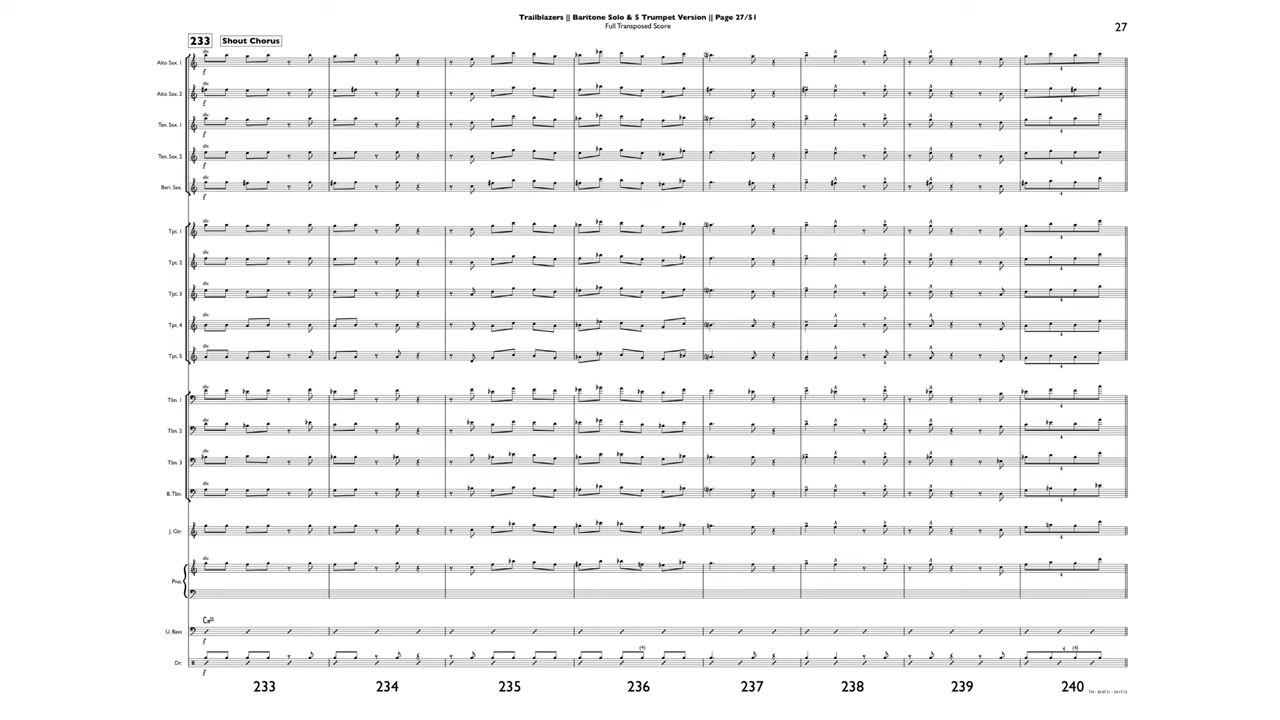 Trailblazers || Baritone Solo & 5 Trumpet Version || Page 27/51
Full Transposed Score
27
233 Shout Chorus
Alto Sax. 1
Alto Sax. 2
Ten. Sax. 1
Ten. Sax. 2
Bari. Sax.
Tpt. 1
Tpt. 2
Tpt. 3
Tpt. 4
Tpt. 5
Tbn. 1
Tbn. 2
Tbn. 3
B. Tbn.
J. Gtr.
Pno.
U. Bass
Dr.
(4)
(4)
233 234 235 236 237 238 239 240